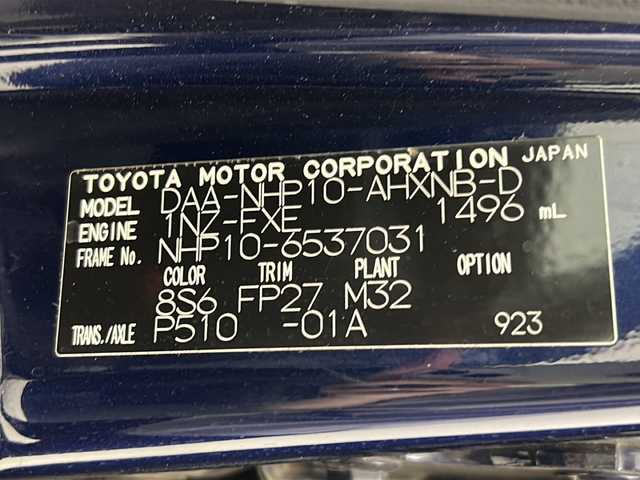 TOYOTA MOTOR CORPORATION JAPAN
MODEL DAA-NHP10-AHXNB-D
ENGINE 1NZ-FXE 1496 mL
FRAME No. NHP10-6537031
COLOR TRIM PLANT OPTION
8S6 FP27 M32
TRANS./AXLE P510 -01A 923